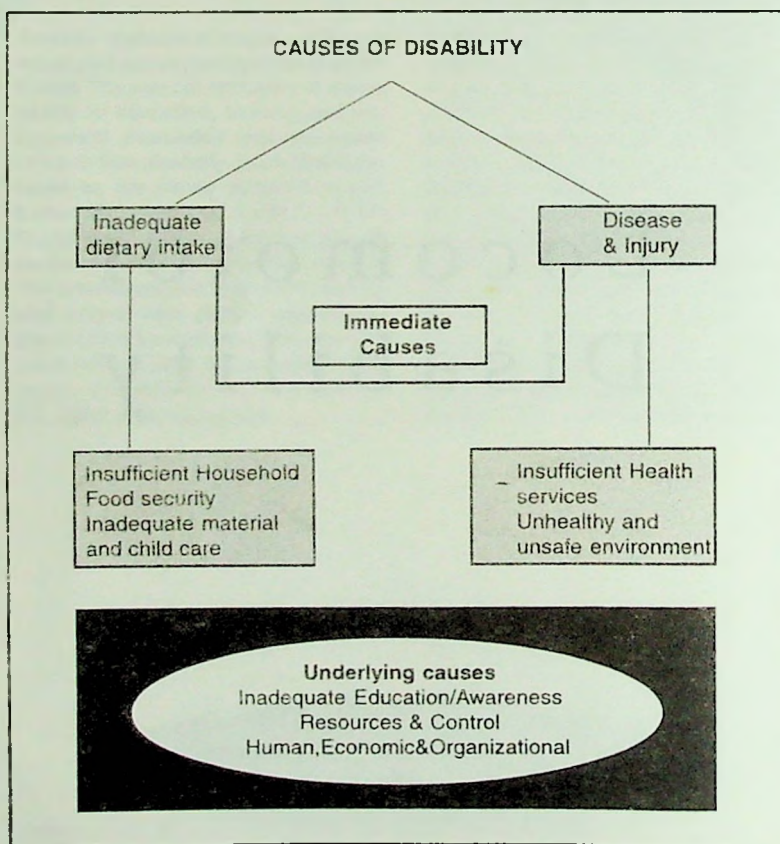 CAUSES OF DISABILITY
Inadequate
dietary intake
Disease
& Injury
Immediate
Causes
Insufficient Household
Food security
Inadequate material
and child care
Insufficient Health
services
Unhealthy and
unsafe environment
Underlying causes
Inadequate Education/Awareness
Resources & Control
Human,Economic&Organizational